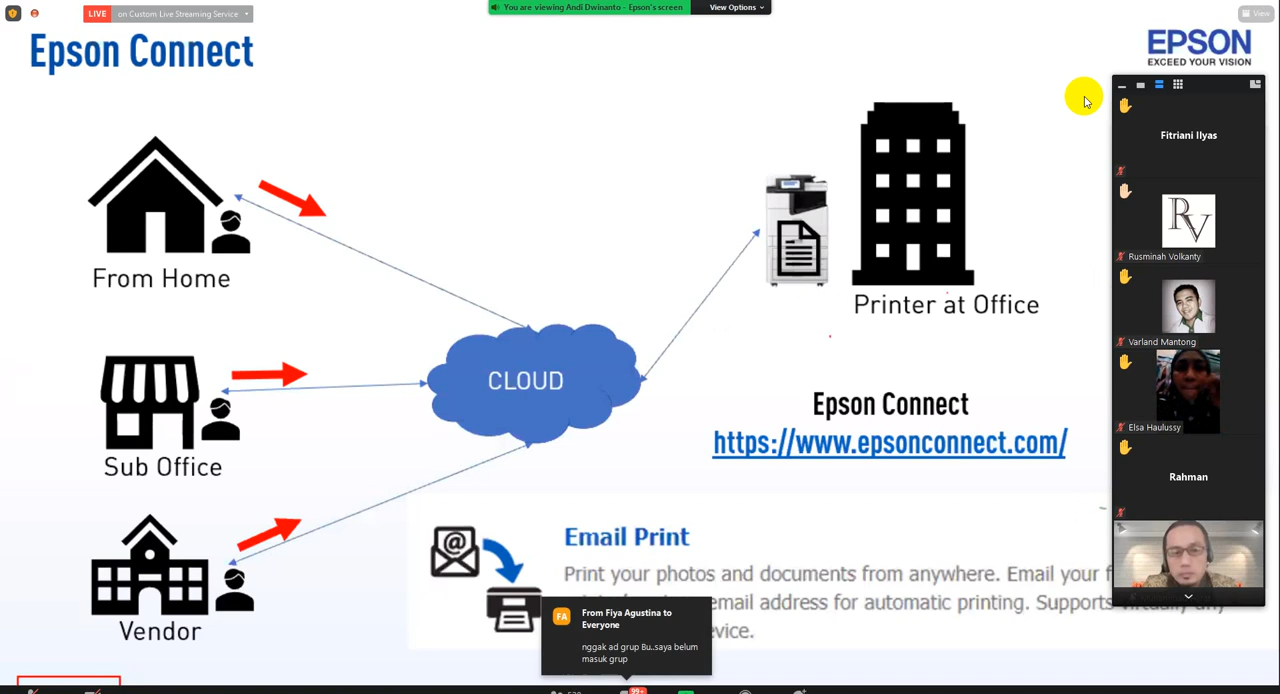 LIVE on Custom Live Streaming Service
You are viewing Andi Dwinanto - Epson's screen
View Options
View
Epson Connect
EPSON
EXCEED YOUR VISION
From Home
Sub Office
Vendor
CLOUD
Printer at Office
Epson Connect
https://www.epsonconnect.com/
@
Email Print
Print your photos and documents from anywhere. Email your f
email address for automatic printing. Supports virtually any
vice.
Fitriani Ilyas
RV
Rusminah Volkanty
Varland Mantong
Elsa Haulussy
Rahman
FA
From Fiya Agustina to
Everyone
nggak ad grup Bu..saya belum
masuk grup
99+